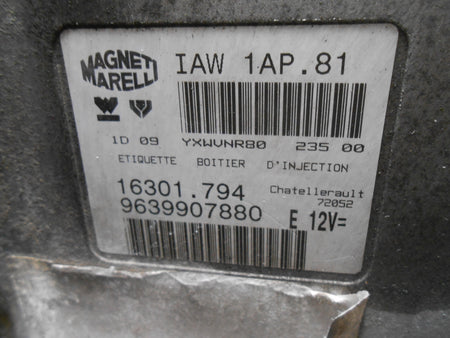 MAGNETI MARELLI
IAW 1AP.81
1D 09 YXWVNR80 235 00
ETIQUETTE BOITIER D'INJECTION
16301.794 Chatellerault
72052
9639907880 E 12V=